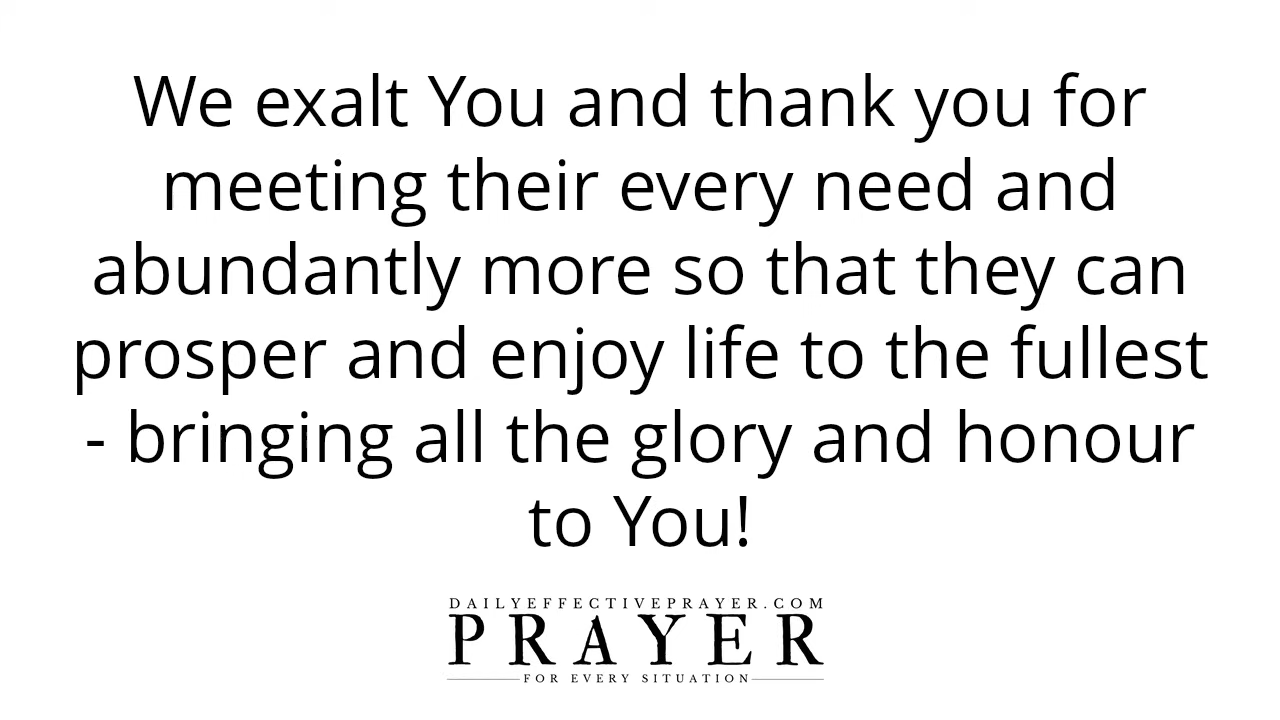 We exalt You and thank you for
meeting their every need and
abundantly more so that they can
prosper and enjoy life to the fullest
- bringing all the glory and honour
to You!
DAILYEFFECTIVEPRAYER.COM
PRAYER
FOR EVERY SITUATION